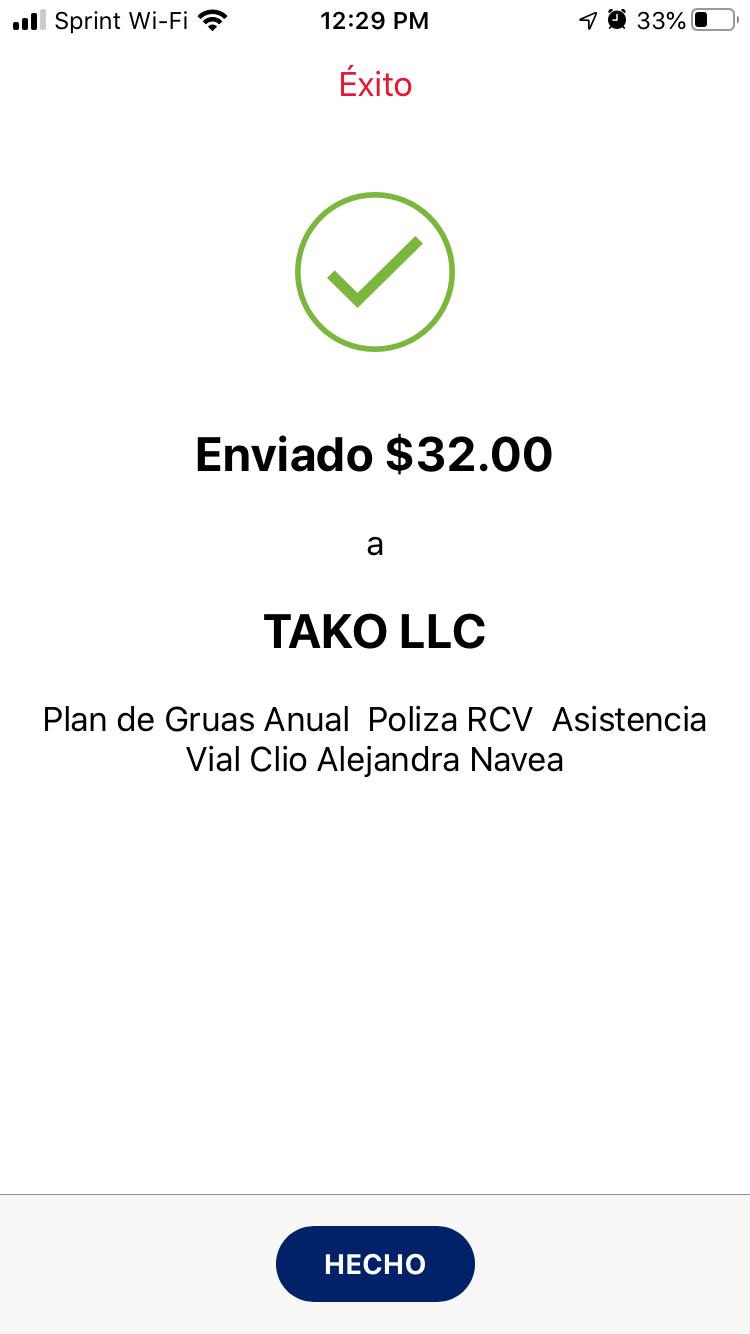 Sprint Wi-Fi 12:29 PM 33%
Éxito
Enviado $32.00
a
TAKO LLC
Plan de Gruas Anual  Poliza RCV  Asistencia
Vial Clio Alejandra Navea
HECHO